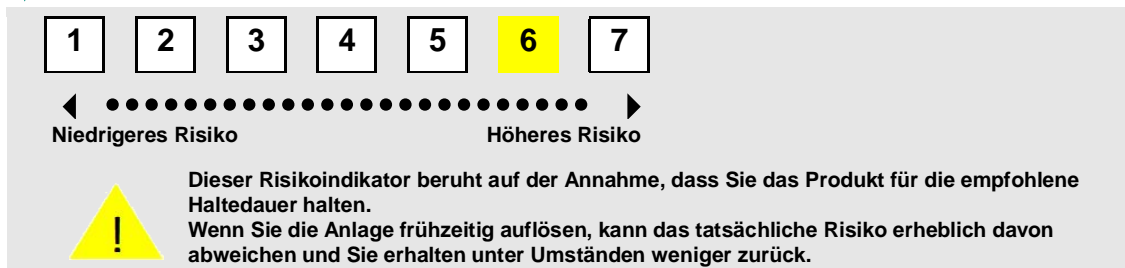 1 2 3 4 5 6 7
Niedrigeres Risiko Höheres Risiko
Dieser Risikoindikator beruht auf der Annahme, dass Sie das Produkt für die empfohlene
Haltedauer halten.
Wenn Sie die Anlage frühzeitig auflösen, kann das tatsächliche Risiko erheblich davon
abweichen und Sie erhalten unter Umständen weniger zurück.
!